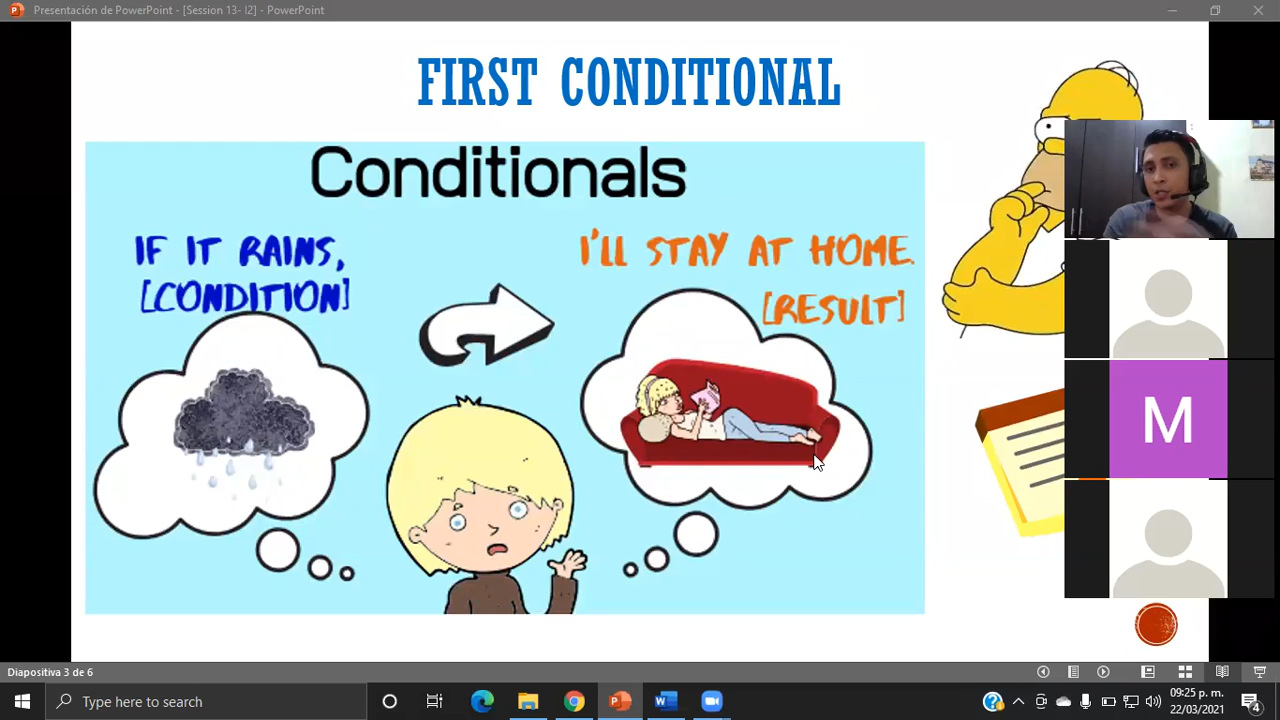 Presentación de PowerPoint - [Session 13- I2] - PowerPoint
FIRST CONDITIONAL
Conditionals
IF IT RAINS,
[CONDITION]
I'LL STAY AT HOME.
[RESULT]
M
Diapositiva 3 de 6
Type here to search
09:25 p. m.
22/03/2021
4